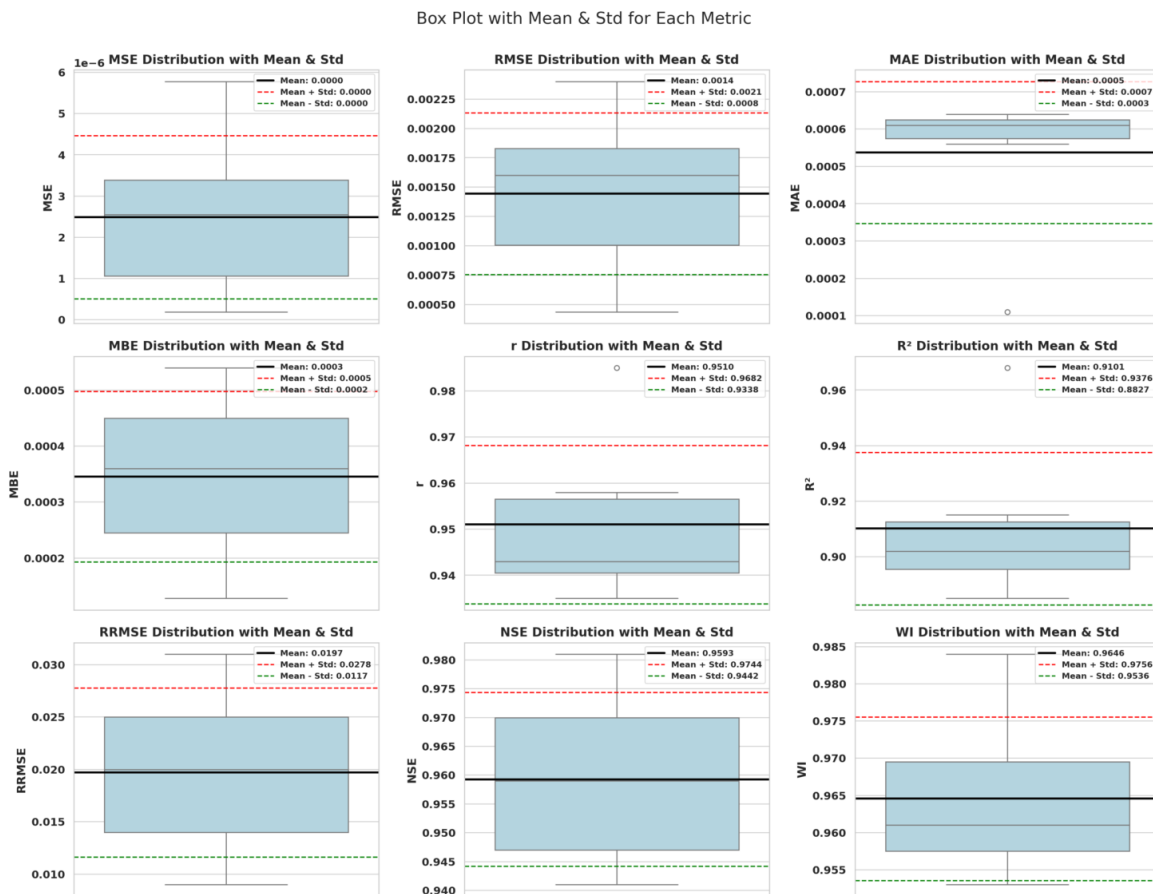 Box Plot with Mean & Std for Each Metric
MSE Distribution with Mean & Std
1e−6
6
5
4
3
2
1
0
MSE
Mean: 0.0000
Mean + Std: 0.0000
Mean - Std: 0.0000
RMSE Distribution with Mean & Std
0.00225
0.00200
0.00175
0.00150
0.00125
0.00100
0.00075
0.00050
RMSE
Mean: 0.0014
Mean + Std: 0.0021
Mean - Std: 0.0008
MAE Distribution with Mean & Std
0.0007
0.0006
0.0005
0.0004
0.0003
0.0002
0.0001
MAE
Mean: 0.0005
Mean + Std: 0.0007
Mean - Std: 0.0003
MBE Distribution with Mean & Std
0.0005
0.0004
0.0003
0.0002
MBE
Mean: 0.0003
Mean + Std: 0.0005
Mean - Std: 0.0002
r Distribution with Mean & Std
0.98
0.97
0.96
0.95
0.94
r
Mean: 0.9510
Mean + Std: 0.9682
Mean - Std: 0.9338
R² Distribution with Mean & Std
0.96
0.94
0.92
0.90
R²
Mean: 0.9101
Mean + Std: 0.9376
Mean - Std: 0.8827
RRMSE Distribution with Mean & Std
0.030
0.025
0.020
0.015
0.010
RRMSE
Mean: 0.0197
Mean + Std: 0.0278
Mean - Std: 0.0117
NSE Distribution with Mean & Std
0.980
0.975
0.970
0.965
0.960
0.955
0.950
0.945
0.940
NSE
Mean: 0.9593
Mean + Std: 0.9744
Mean - Std: 0.9442
WI Distribution with Mean & Std
0.985
0.980
0.975
0.970
0.965
0.960
0.955
WI
Mean: 0.9646
Mean + Std: 0.9756
Mean - Std: 0.9536